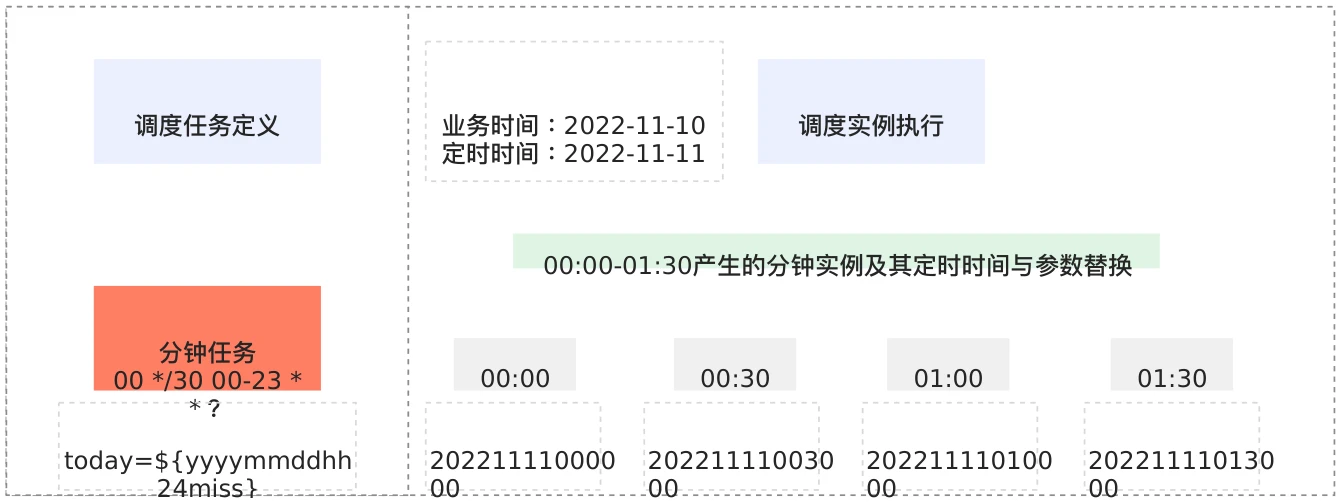 调度任务定义
业务时间：2022-11-10
定时时间：2022-11-11
调度实例执行
00:00-01:30产生的分钟实例及其定时时间与参数替换
分钟任务
00 */30 00-23 *
* ?
00:00
00:30
01:00
01:30
today=${yyyymmddhh
24miss}
202211110000
00
202211110030
00
202211110100
00
202211110130
00